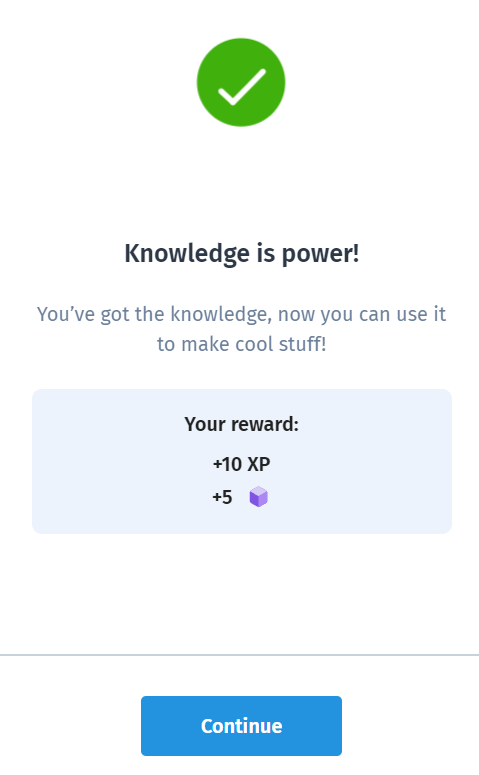 Knowledge is power!
You’ve got the knowledge, now you can use it
to make cool stuff!
Your reward:
+10 XP
+5
Continue